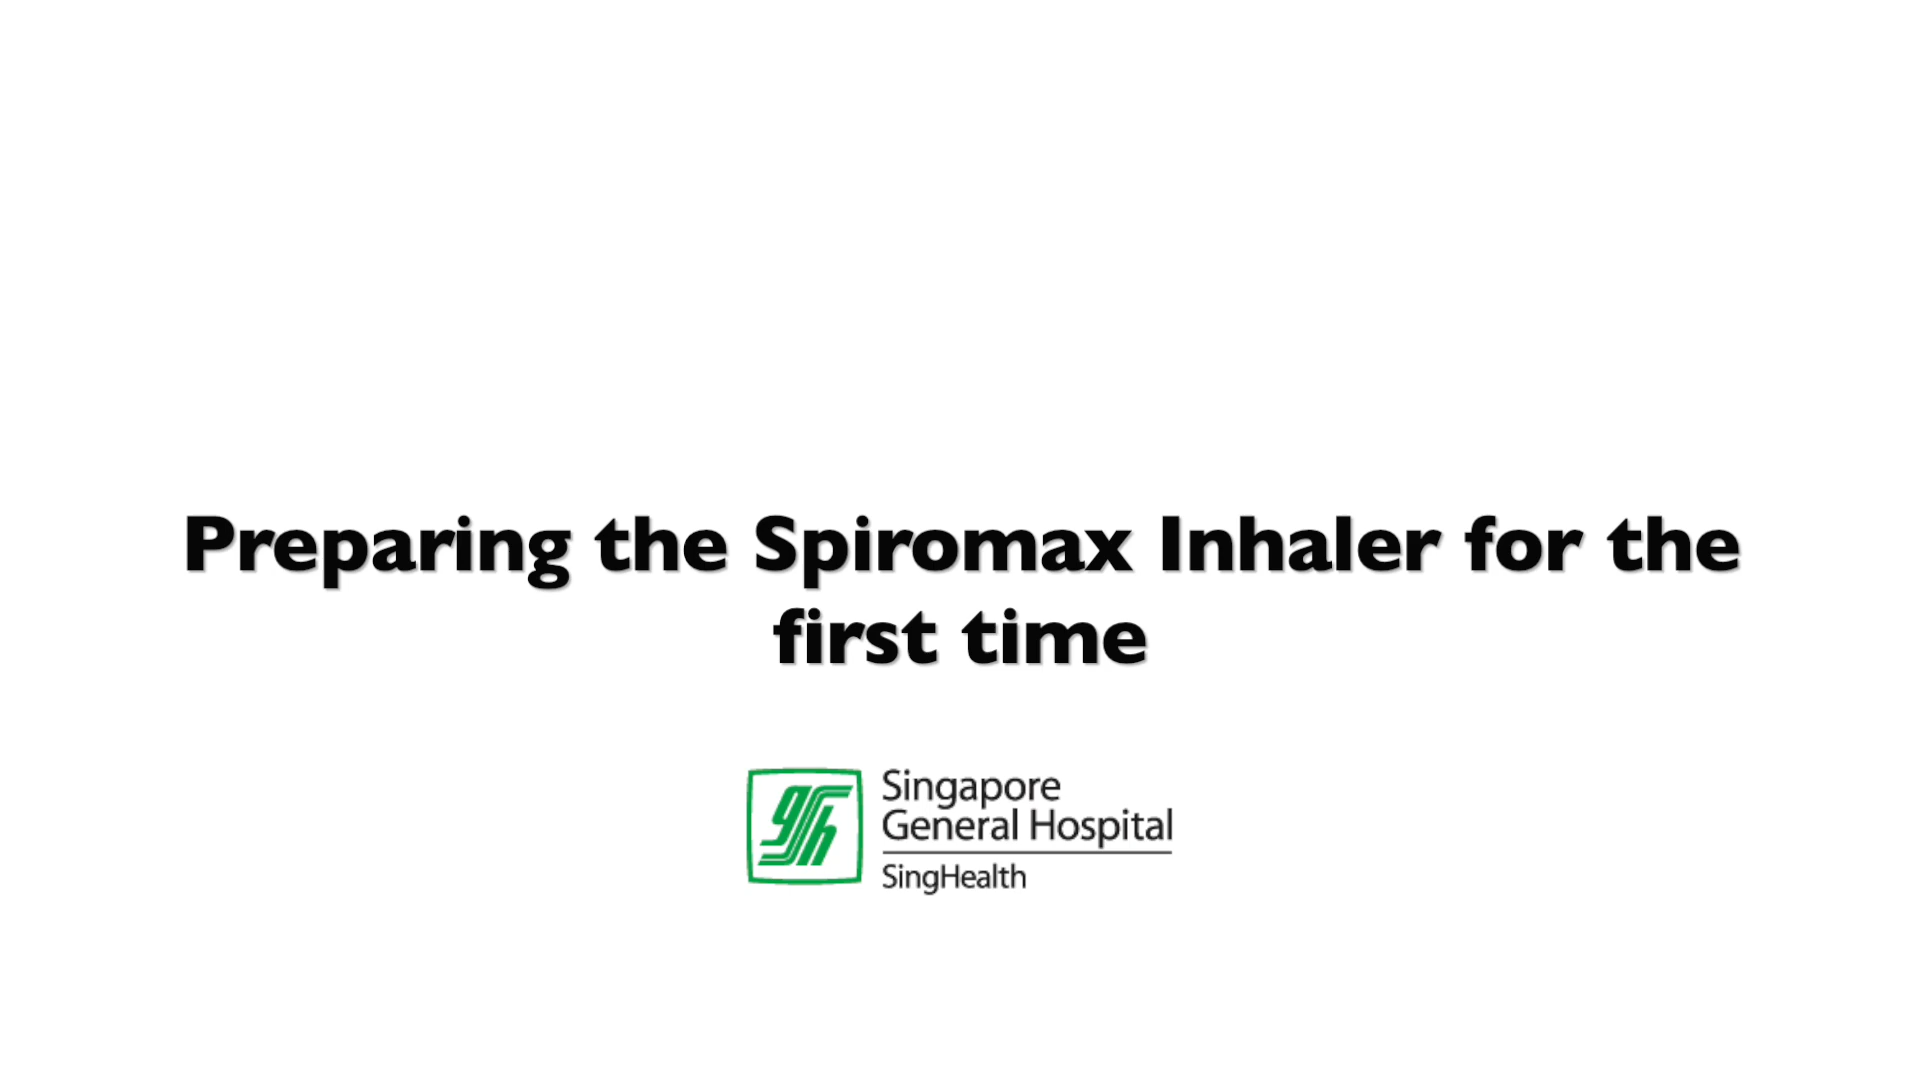 Preparing the Spiromax Inhaler for the
first time
Singapore
General Hospital
SingHealth